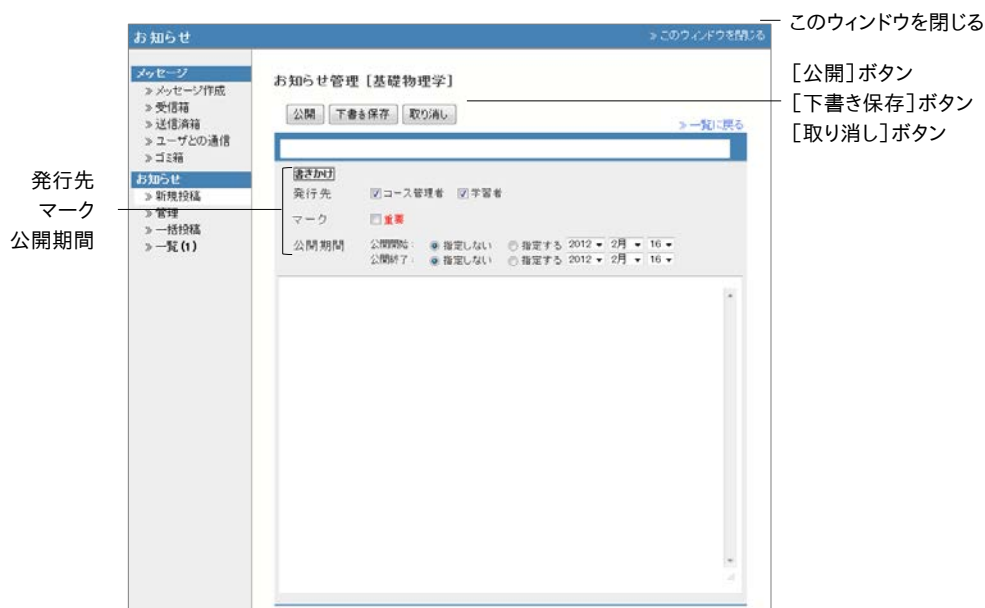 このウィンドウを閉じる
お知らせ
» このウィンドウを閉じる
[公開]ボタン
[下書き保存]ボタン
[取り消し]ボタン
メッセージ
» メッセージ作成
» 受信箱
» 送信済箱
» ユーザとの通信
» ゴミ箱
お知らせ
» 新規投稿
» 管理
» 一括投稿
» 一覧 (1)
お知らせ管理 [基礎物理学]
公開 下書き保存 取り消し
» 一覧に戻る
書きかけ
発行先 コース管理者 学習者
マーク 重要
公開期間 公開開始: 指定しない 指定する 2012 2月 16
公開終了: 指定しない 指定する 2012 2月 16
発行先
マーク
公開期間